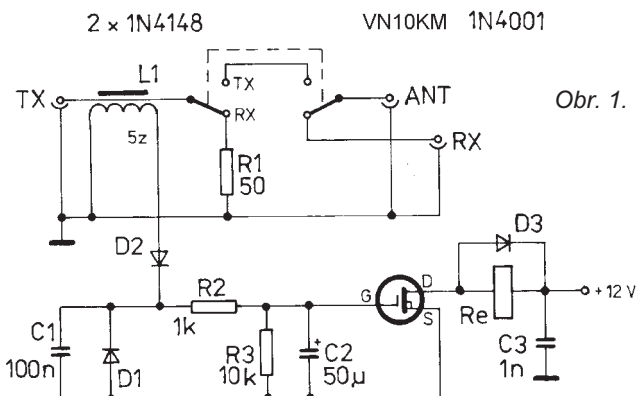 2 x 1N4148
VN10KM 1N4001
L1
TX
TX
RX
5z
ANT
Obr. 1.
RX
R1
50
D2
D3
R2
G
D
S
Re
+12 V
C1
100n
1k
D1
R3
10k
+
C2
50µ
C3
1n